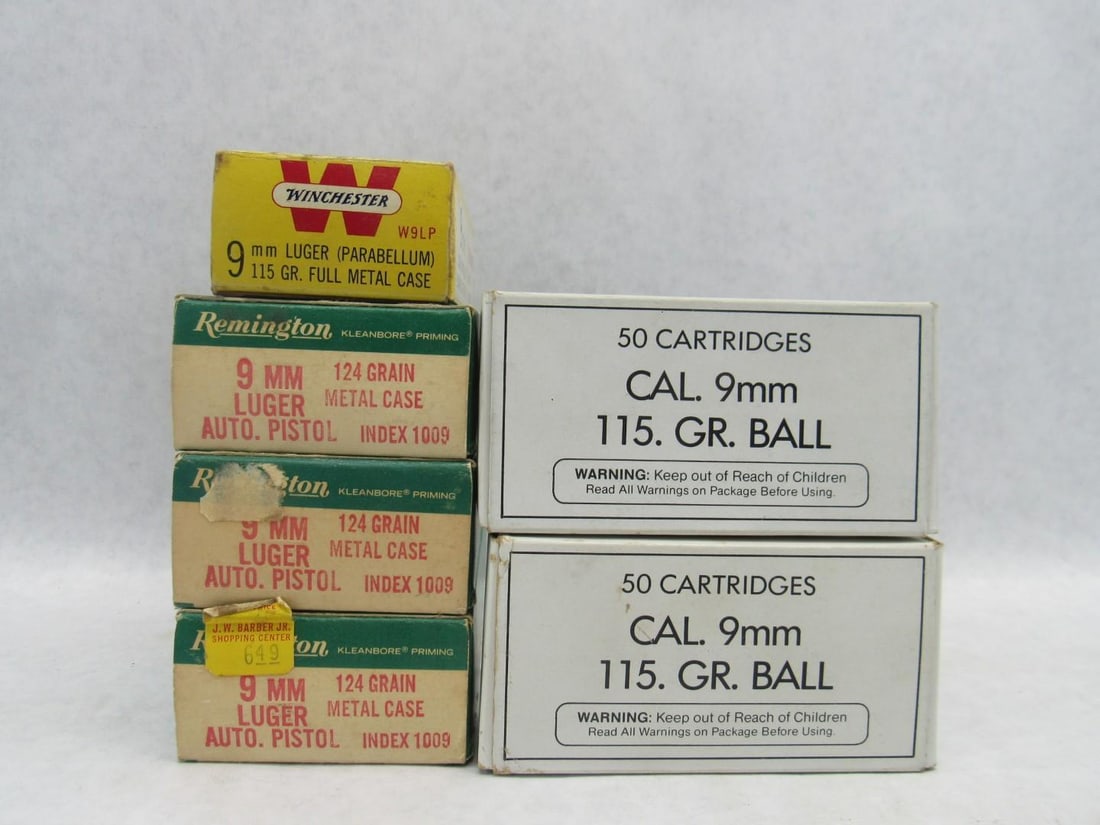 WINCHESTER
W9LP
9 mm LUGER (PARABELLUM)
115 GR. FULL METAL CASE
Remington KLEANBORE® PRIMING
9 MM 124 GRAIN
LUGER METAL CASE
AUTO. PISTOL INDEX 1009
KLEANBORE® PRIMING
9 MM 124 GRAIN
LUGER METAL CASE
AUTO. PISTOL INDEX 1009
J.W. BARBER JR.
SHOPPING CENTER
649
KLEANBORE® PRIMING
9 MM 124 GRAIN
LUGER METAL CASE
AUTO. PISTOL INDEX 1009
50 CARTRIDGES
CAL. 9mm
115. GR. BALL
WARNING: Keep out of Reach of Children
Read All Warnings on Package Before Using.
50 CARTRIDGES
CAL. 9mm
115. GR. BALL
WARNING: Keep out of Reach of Children
Read All Warnings on Package Before Using.